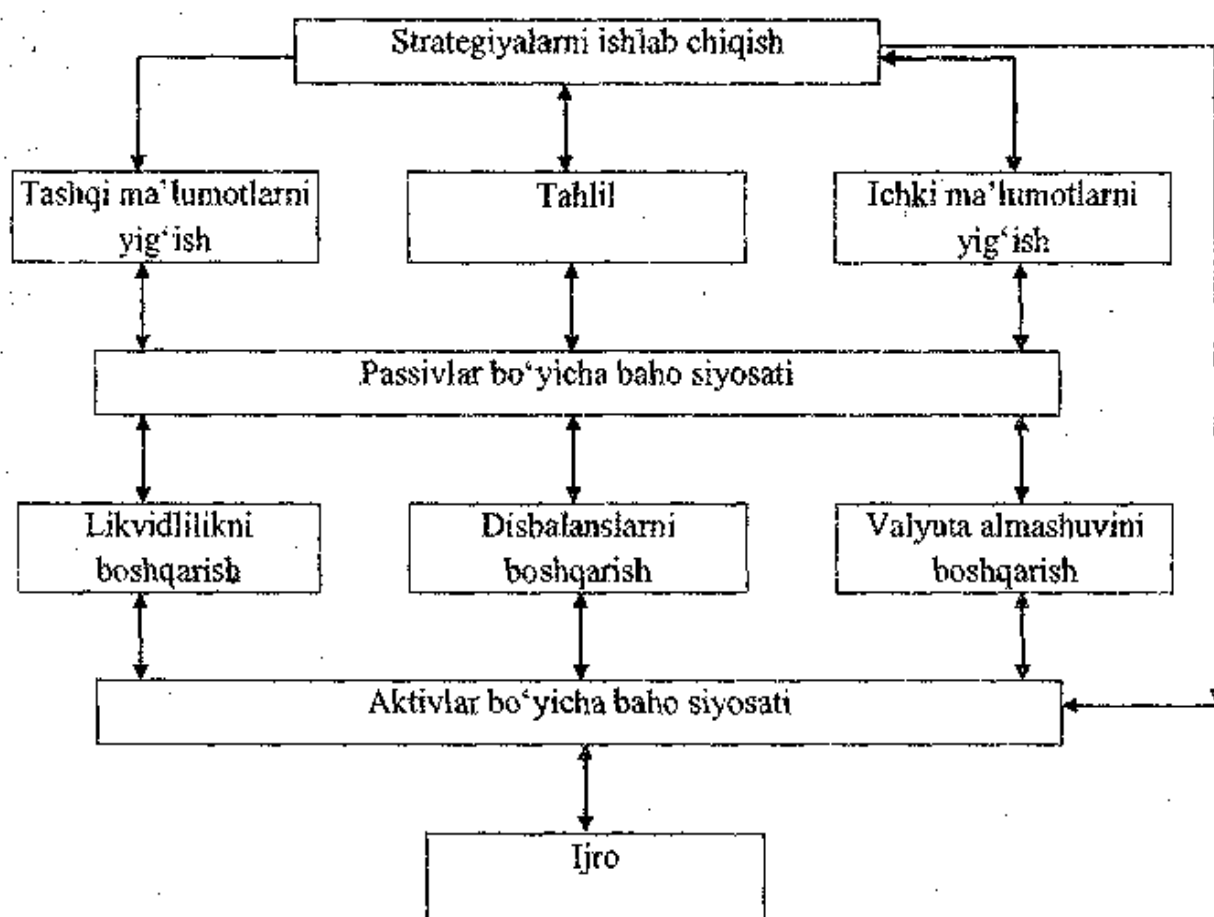 Strategiyalarni ishlab chiqish
Tashqi ma’lumotlarni
yig‘ish
Tahlil
Ichki ma’lumotlarni
yig‘ish
Passivlar bo‘yicha baho siyosati
Likvidlilikni
boshqarish
Disbalanslarni
boshqarish
Valyuta almashuvini
boshqarish
Aktivlar bo‘yicha baho siyosati
Ijro